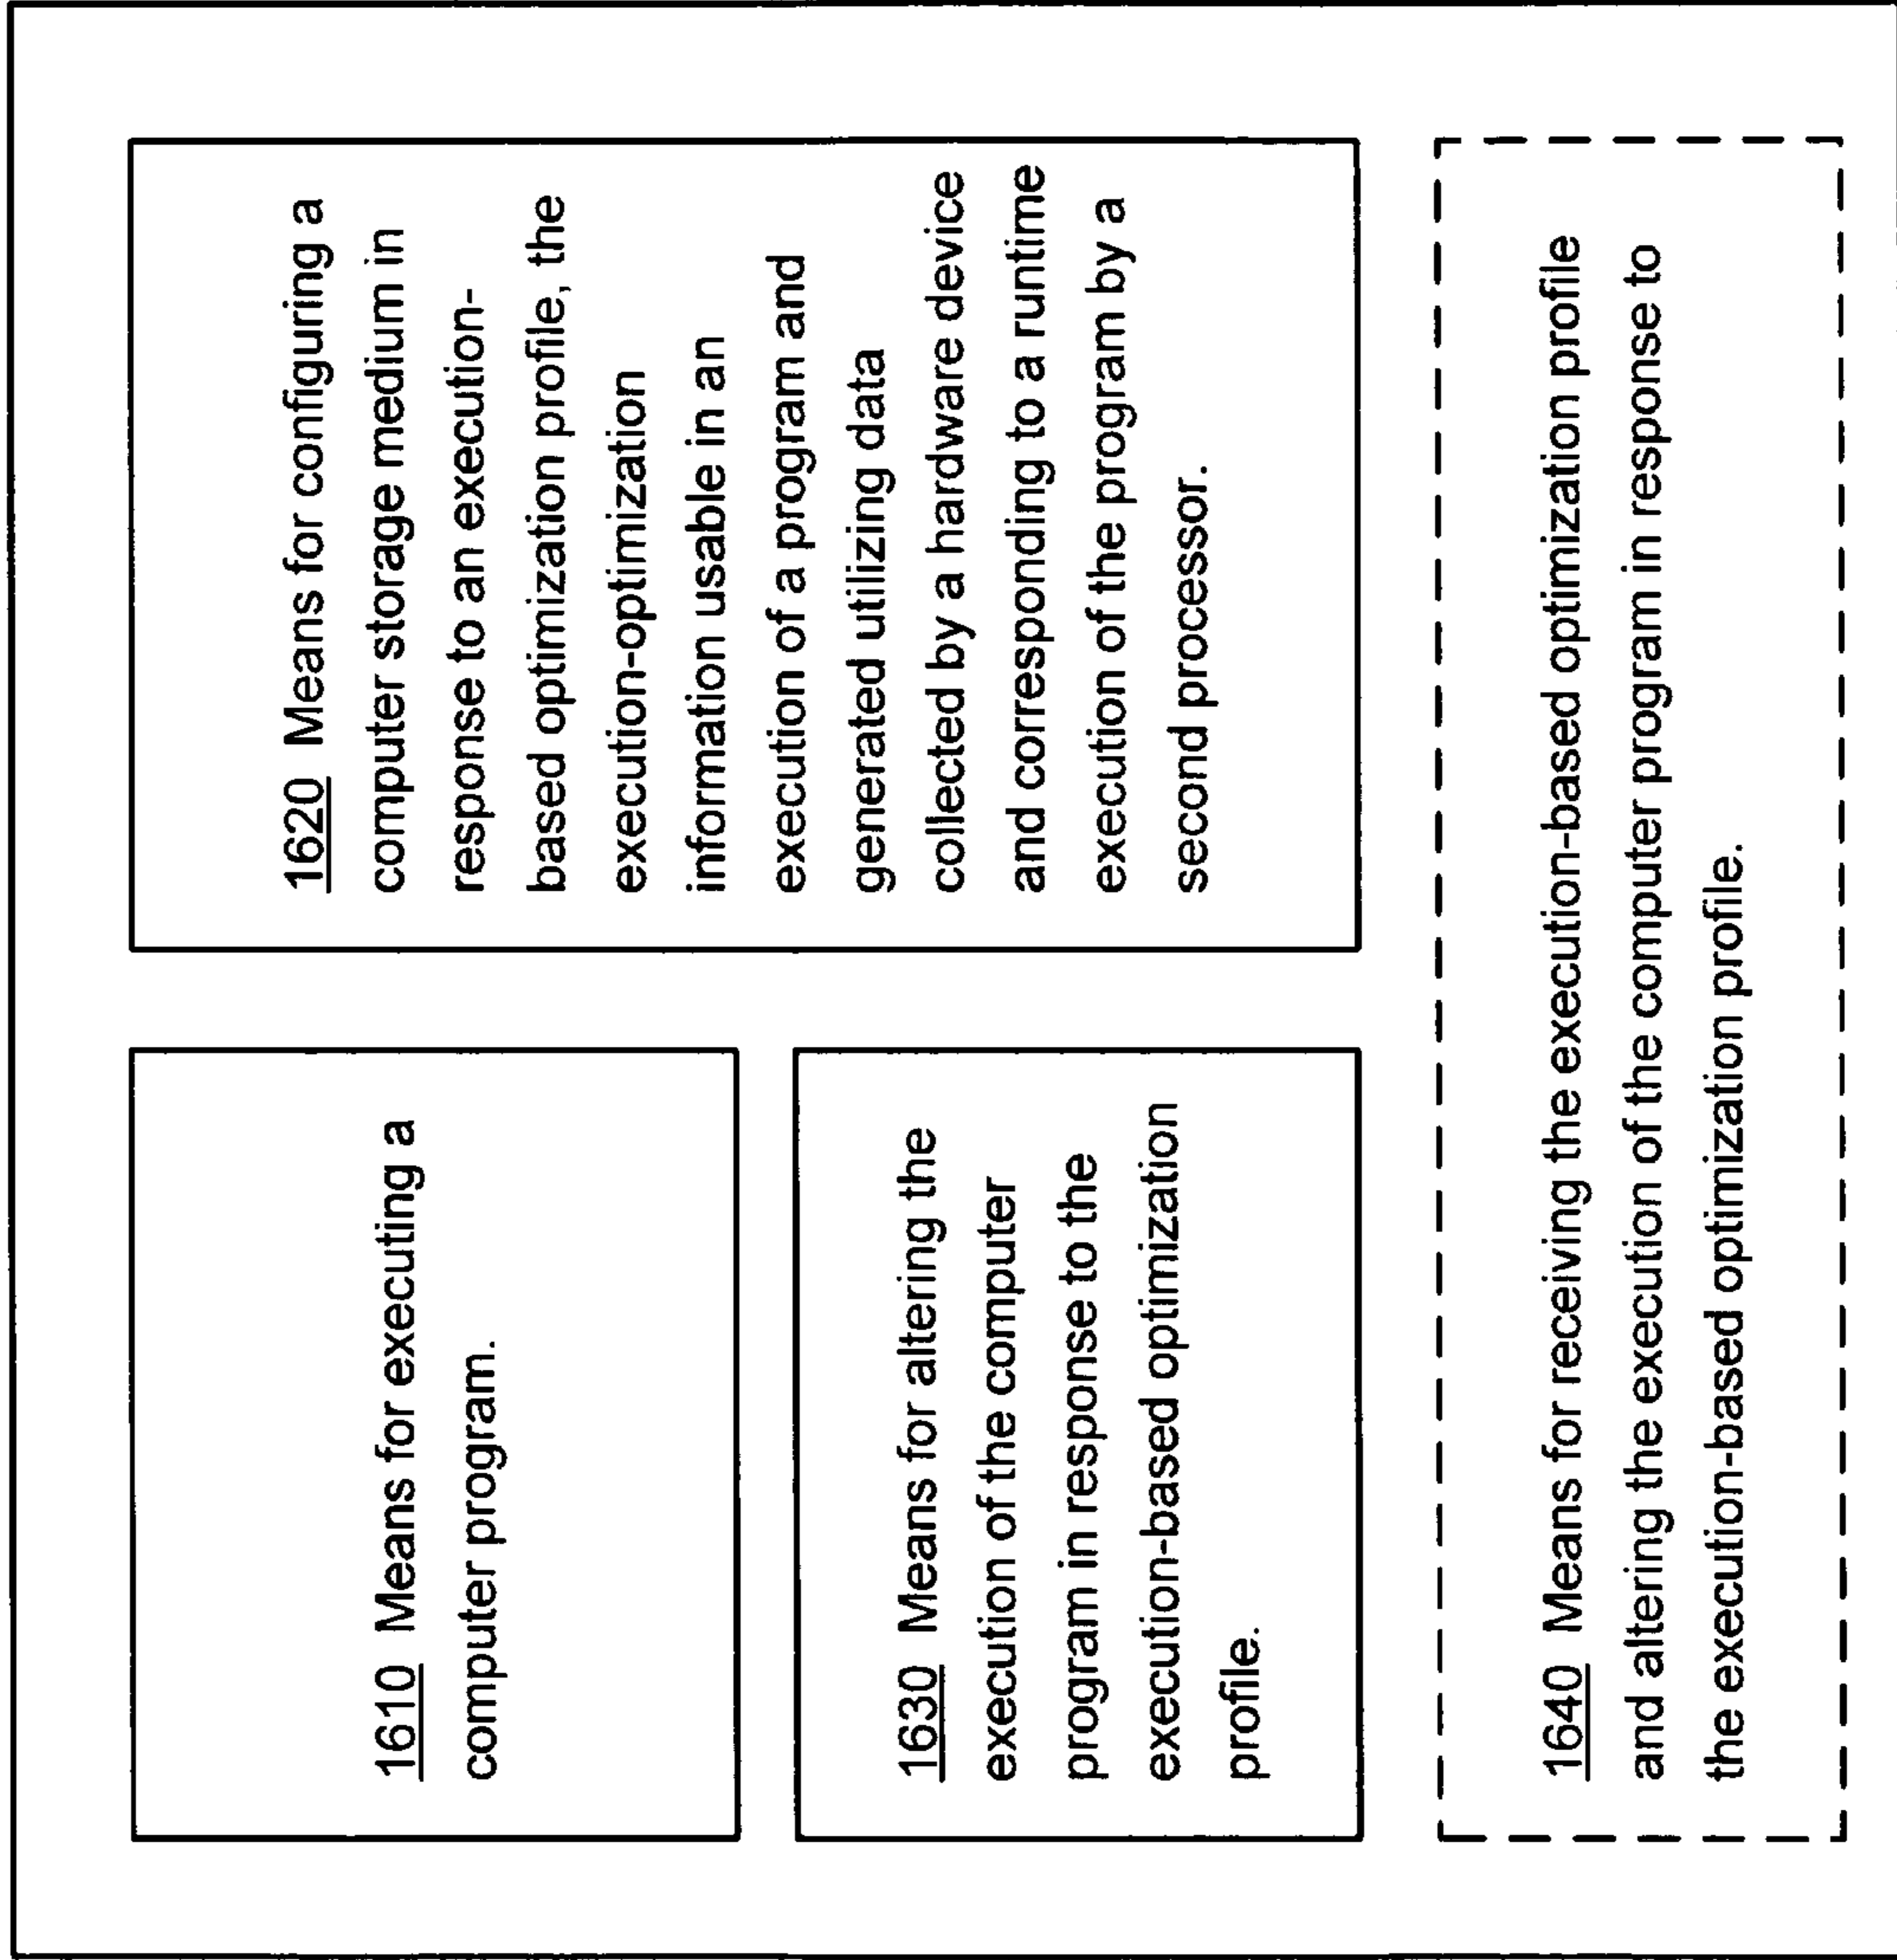 1610 Means for executing a
computer program.
1620 Means for configuring a
computer storage medium in
response to an execution-
based optimization profile, the
execution-optimization
information usable in an
execution of a program and
generated utilizing data
collected by a hardware device
and corresponding to a runtime
execution of the program by a
second processor.
1630 Means for altering the
execution of the computer
program in response to the
execution-based optimization
profile.
1640 Means for receiving the execution-based optimization profile
and altering the execution of the computer program in response to
the execution-based optimization profile.